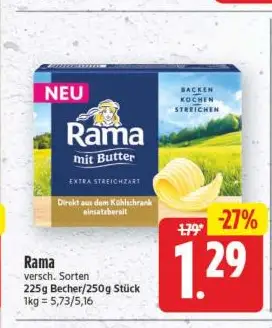 NEU
Rama
mit Butter
EXTRA STREICHZART
Direkt aus dem Kühlschrank
einsatzbereit
BACKEN
KOCHEN
STREICHEN
-27%
1.79*
1.29
Rama
versch. Sorten
225g Becher/250g Stück
1kg = 5,73/5,16